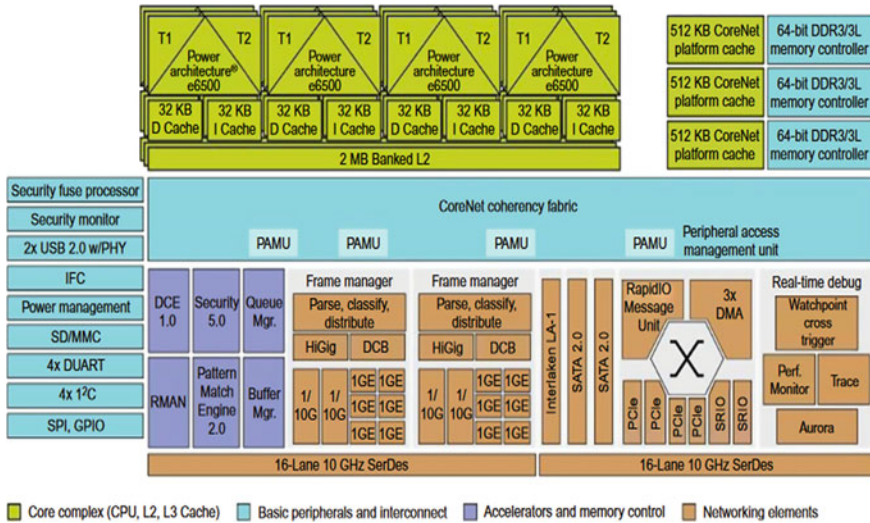 T1 T2 T1 T2 T1 T2 T1 T2
Power
architecture®
e6500
Power
architecture
e6500
Power
architecture
e6500
Power
architecture
e6500
32 KB
D Cache
32 KB
I Cache
32 KB
D Cache
32 KB
I Cache
32 KB
D Cache
32 KB
I Cache
32 KB
D Cache
32 KB
I Cache
2 MB Banked L2
512 KB CoreNet
platform cache
64-bit DDR3/3L
memory controller
512 KB CoreNet
platform cache
64-bit DDR3/3L
memory controller
512 KB CoreNet
platform cache
64-bit DDR3/3L
memory controller
Security fuse processor
Security monitor
2x USB 2.0 w/PHY
IFC
Power management
SD/MMC
4x DUART
4x I²C
SPI, GPIO
CoreNet coherency fabric
PAMU
PAMU
PAMU
PAMU
Peripheral access
management unit
DCE
1.0
Security
5.0
Queue
Mgr.
RMAN
Pattern
Match
Engine
2.0
Buffer
Mgr.
Frame manager
Parse, classify,
distribute
HiGig
DCB
1/
10G
1/
10G
1GE 1GE
1GE 1GE
1GE 1GE
Frame manager
Parse, classify,
distribute
HiGig
DCB
1/
10G
1/
10G
1GE 1GE
1GE 1GE
1GE 1GE
Interlaken LA-1
SATA 2.0
SATA 2.0
RapidIO
Message
Unit
3x
DMA
PCIe
PCIe
PCIe
PCIe
SRIO
SRIO
Real-time debug
Watchpoint
cross
trigger
Perf.
Monitor
Trace
Aurora
16-Lane 10 GHz SerDes
16-Lane 10 GHz SerDes
Core complex (CPU, L2, L3 Cache)
Basic peripherals and interconnect
Accelerators and memory control
Networking elements